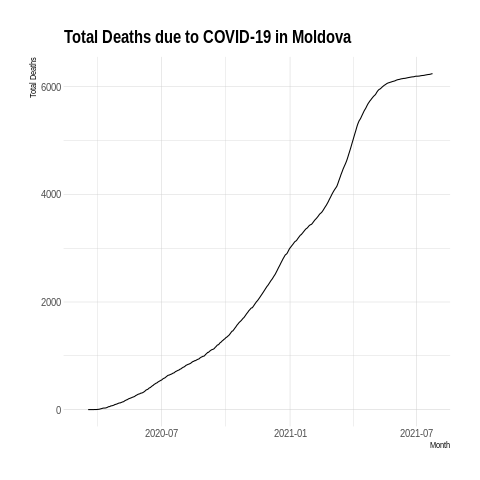 Total Deaths due to COVID-19 in Moldova
Total Deaths
6000
4000
2000
0
2020-07 2021-01 2021-07
Month